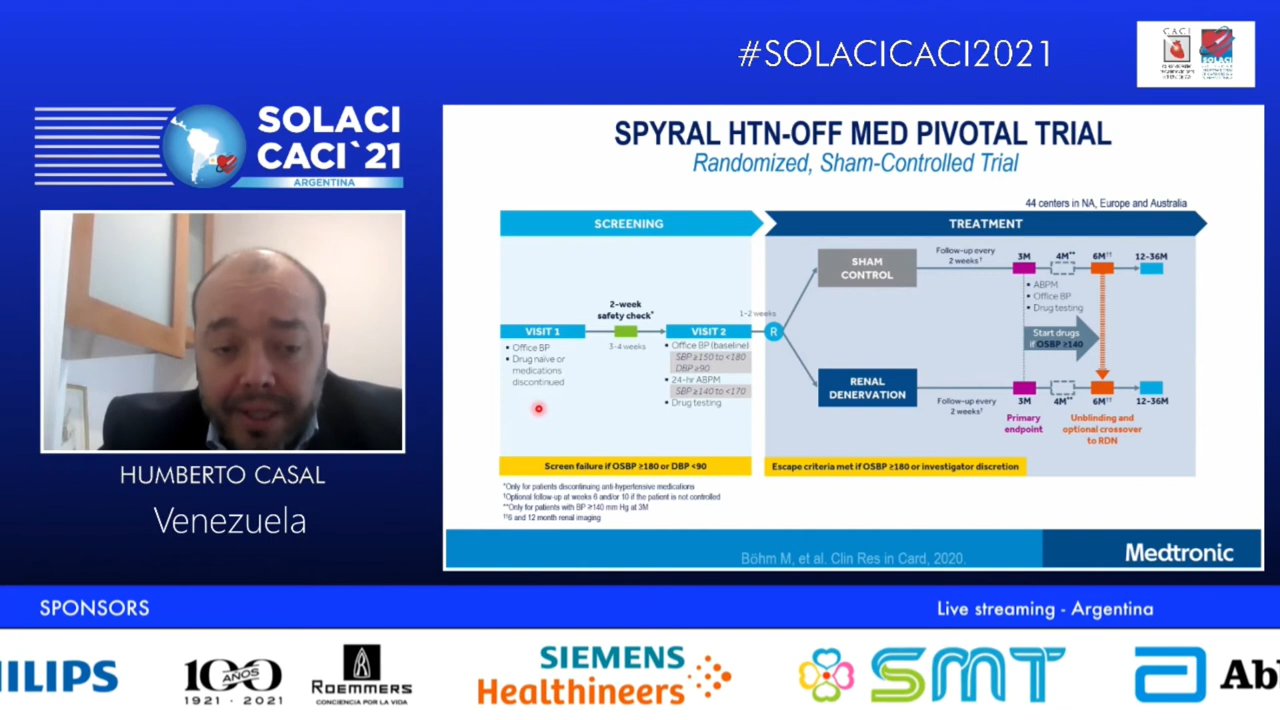 #SOLACICACI2021
CACI
SOLACI
SOLACI
CACI`21
ARGENTINA
HUMBERTO CASAL
Venezuela
SPYRAL HTN-OFF MED PIVOTAL TRIAL
Randomized, Sham-Controlled Trial
44 centers in NA, Europe and Australia
SCREENING
TREATMENT
2-week
safety check*
VISIT 1
3-4 weeks
VISIT 2
• Office BP
• Drug naïve or
medications
discontinued
• Office BP (baseline)
SBP ≥150 to <180
DBP ≥90
• 24-hr ABPM
SBP ≥140 to <170
• Drug testing
1-2 weeks
R
SHAM
CONTROL
Follow-up every
2 weeks†
3M
4M**
6M††
12-36M
• ABPM
• Office BP
• Drug testing
Start drugs
if OSBP ≥140
RENAL
DENERVATION
Follow-up every
2 weeks†
3M
4M**
6M††
12-36M
Primary
endpoint
Unblinding and
optional crossover
to RDN
Screen failure if OSBP ≥180 or DBP <90
Escape criteria met if OSBP ≥180 or investigator discretion
*Only for patients discontinuing anti-hypertensive medications
†Optional follow-up at weeks 6 and/or 10 if the patient is not controlled
**Only for patients with BP ≥140 mm Hg at 3M
††6 and 12 month renal imaging
Böhm M, et al. Clin Res in Card, 2020.
Medtronic
SPONSORS
Live streaming - Argentina
HILIPS
100
AÑOS
1921 · 2021
ROEMMERS
CONCIENCIA POR LA VIDA
SIEMENS
Healthineers
SMT
Abb